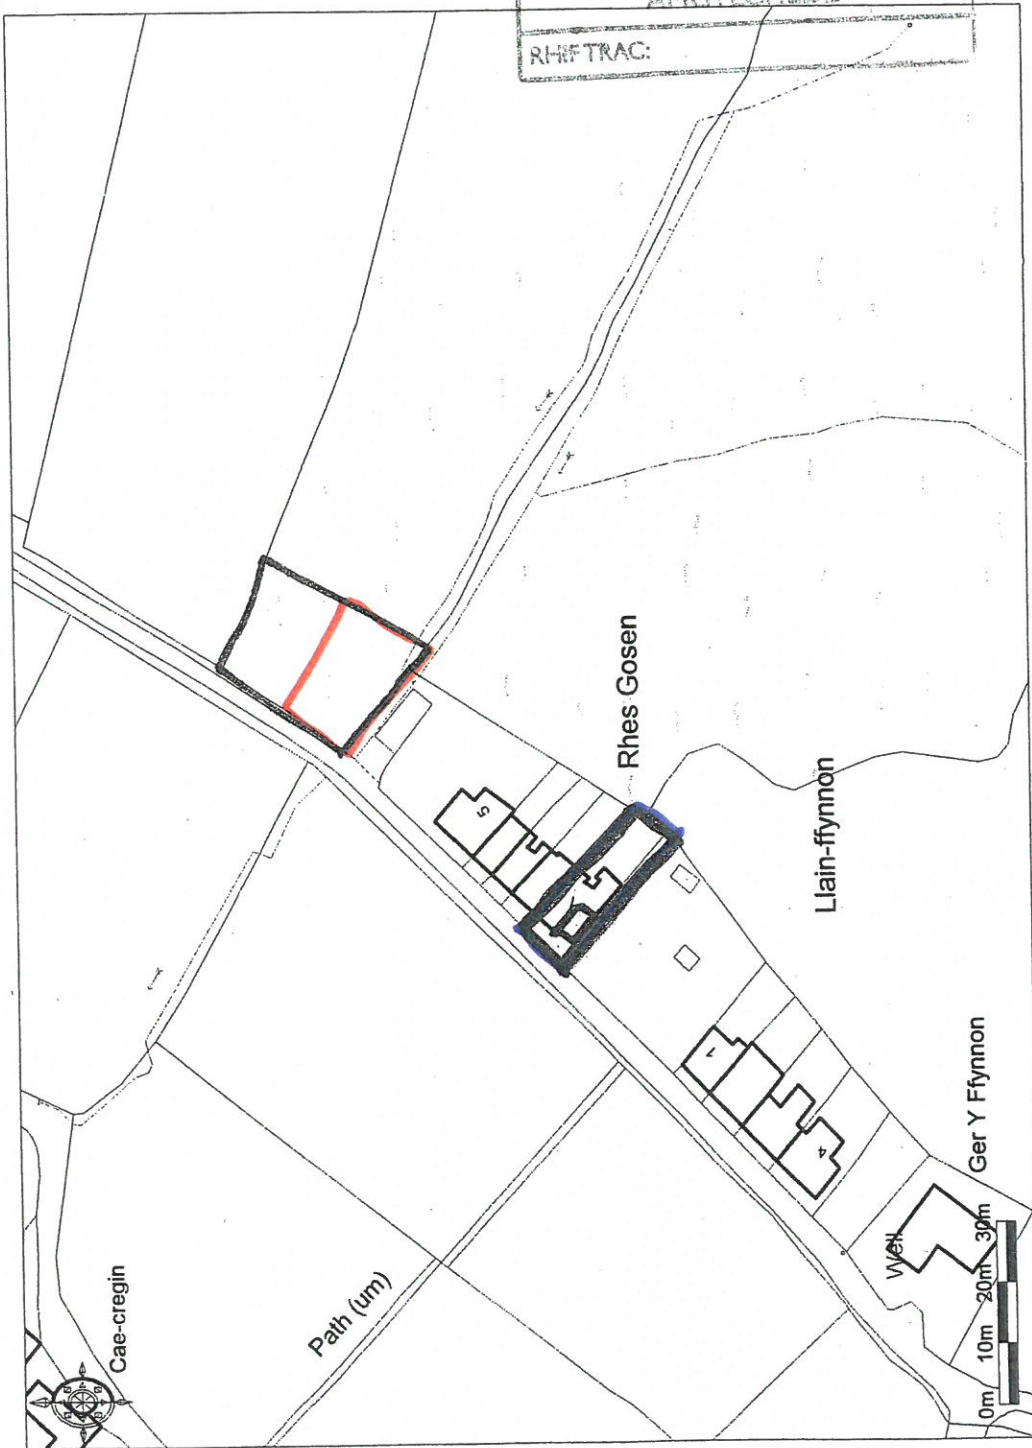 RHIF TRAC:
5
Rhes Gosen
1
Llain-ffynnon
1
4
Ger Y Ffynnon
Well
Cae-cregin
Path (um)
0m 10m 20m 30m